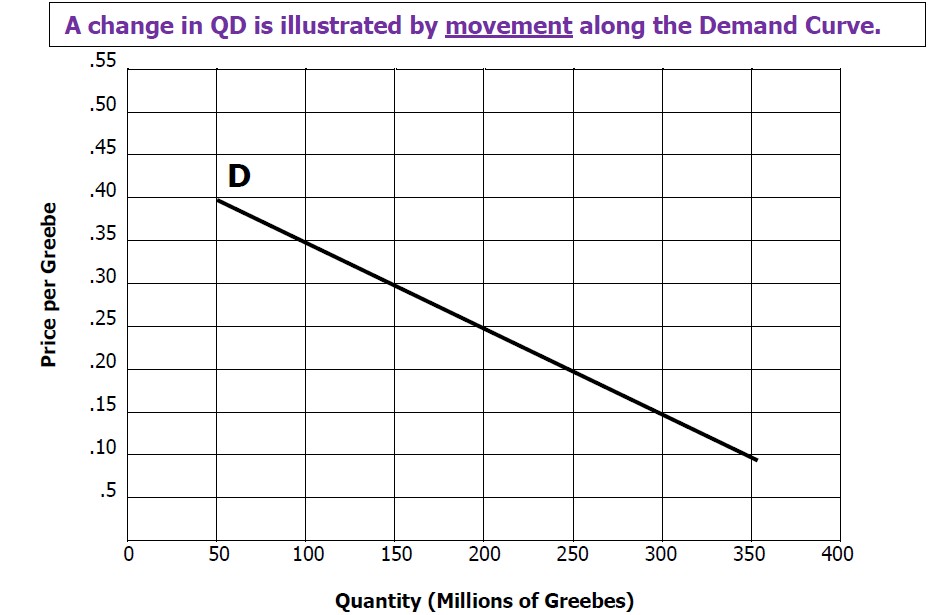 A change in QD is illustrated by movement along the Demand Curve.
.55
.50
.45
D
.40
.35
.30
.25
.20
.15
.10
.5
Price per Greebe
0 50 100 150 200 250 300 350 400
Quantity (Millions of Greebes)